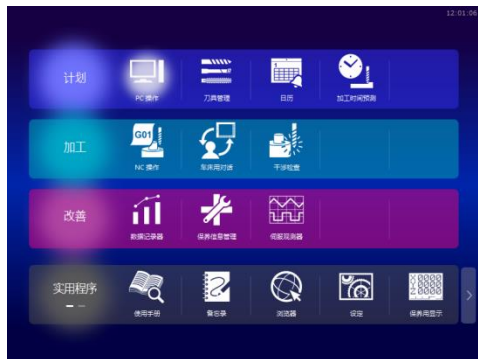 12:01:06
计划
PC 操作
刀具管理
日历
加工时间预测
加工
G01
NC 操作
车床用对话
干涉检查
改善
数据记录器
保养信息管理
伺服观测器
实用程序
使用手册
备忘录
浏览器
设定
保养用显示